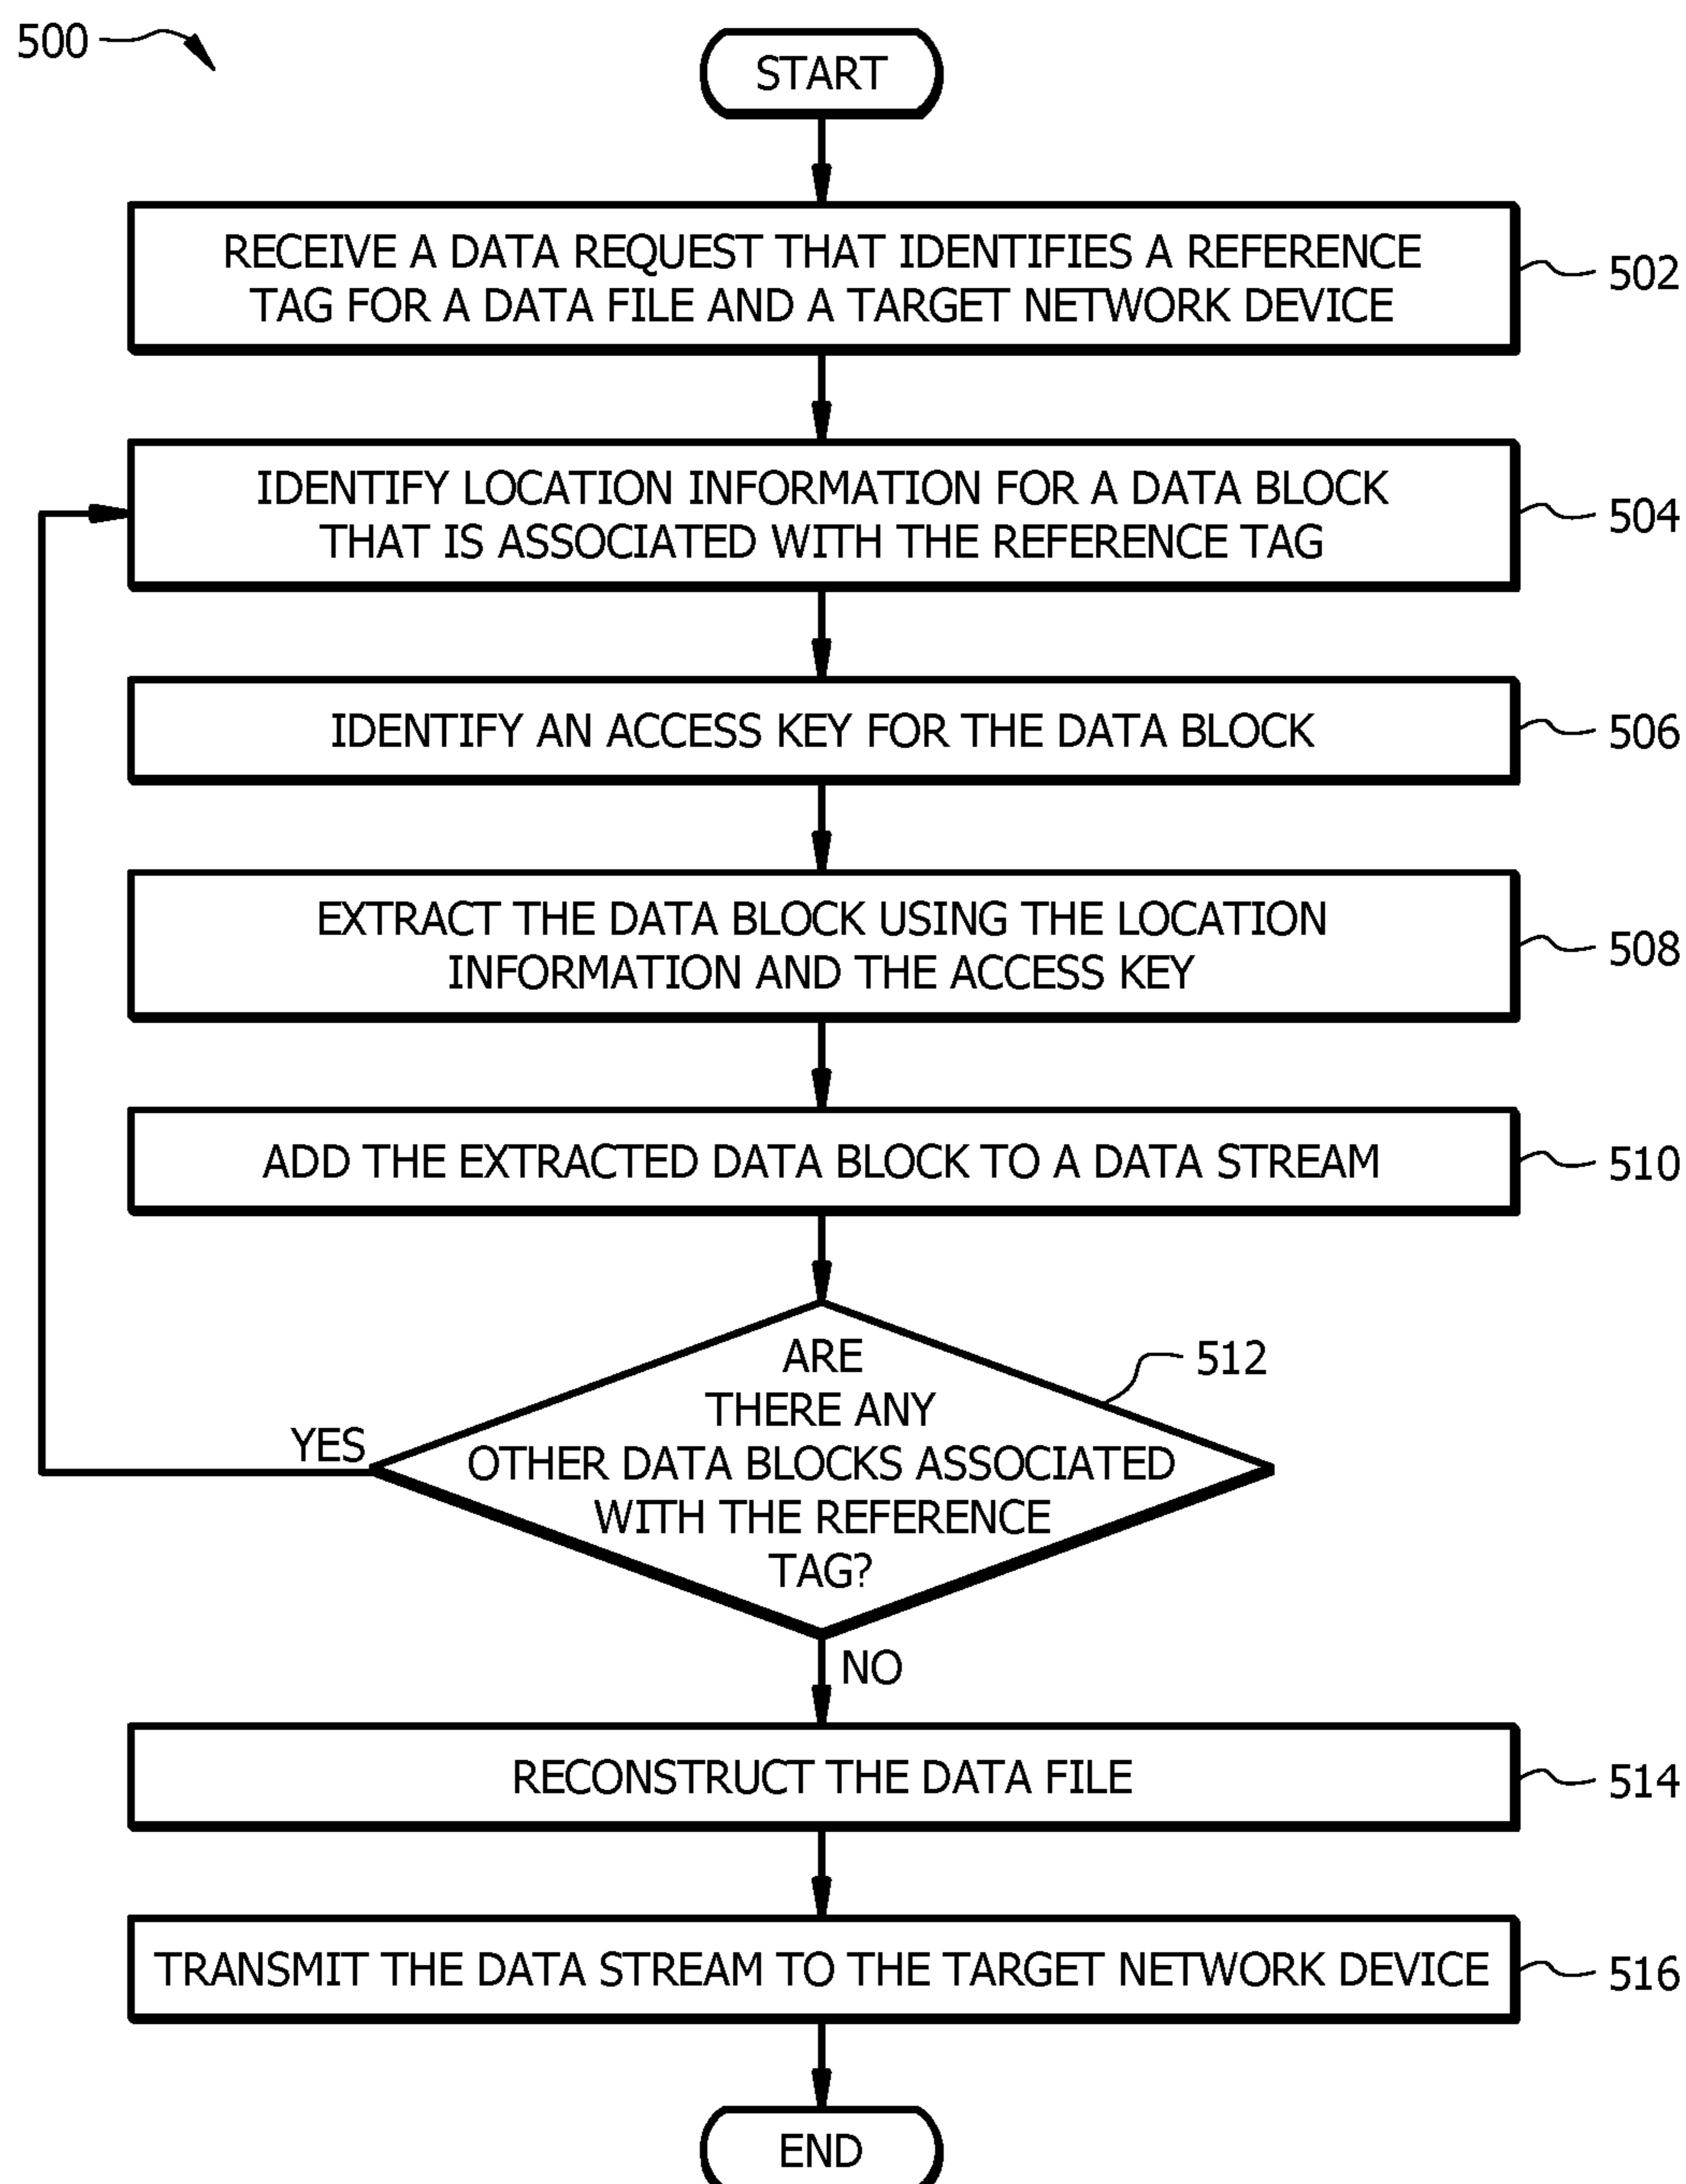 500
START
RECEIVE A DATA REQUEST THAT IDENTIFIES A REFERENCE
TAG FOR A DATA FILE AND A TARGET NETWORK DEVICE
502
IDENTIFY LOCATION INFORMATION FOR A DATA BLOCK
THAT IS ASSOCIATED WITH THE REFERENCE TAG
504
IDENTIFY AN ACCESS KEY FOR THE DATA BLOCK
506
EXTRACT THE DATA BLOCK USING THE LOCATION
INFORMATION AND THE ACCESS KEY
508
ADD THE EXTRACTED DATA BLOCK TO A DATA STREAM
510
ARE
THERE ANY
OTHER DATA BLOCKS ASSOCIATED
WITH THE REFERENCE
TAG?
512
YES
NO
RECONSTRUCT THE DATA FILE
514
TRANSMIT THE DATA STREAM TO THE TARGET NETWORK DEVICE
516
END